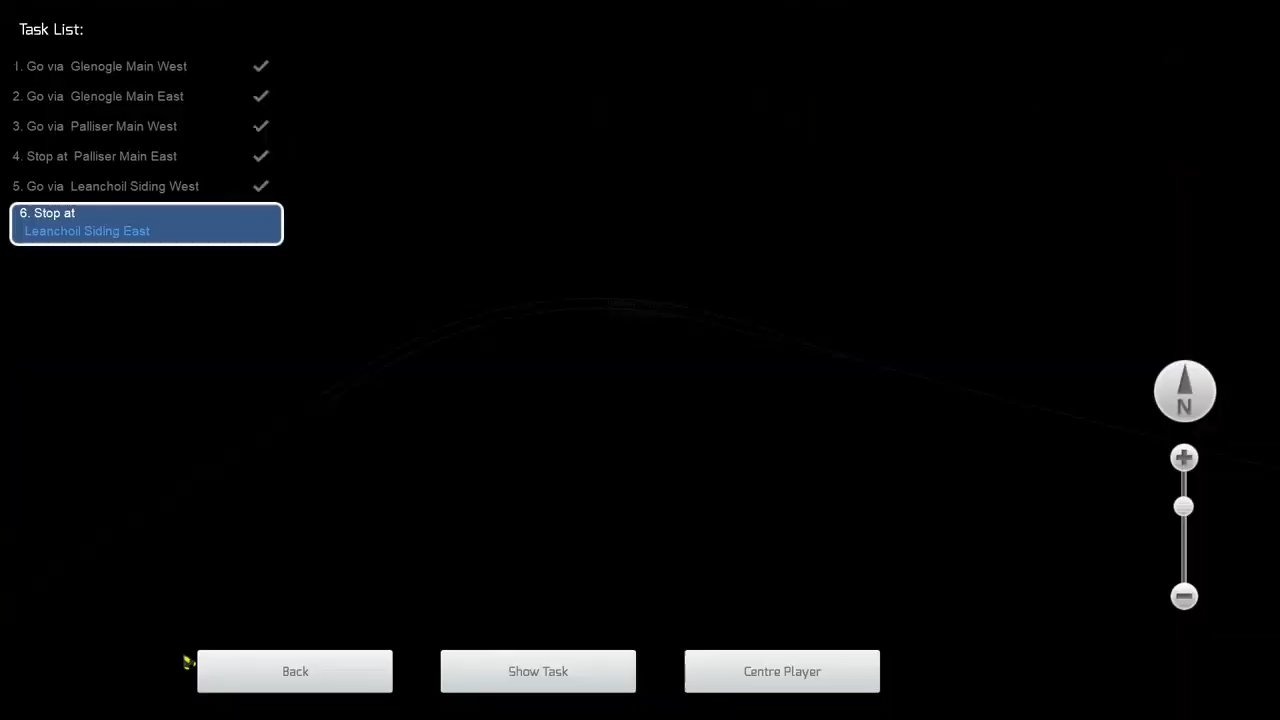 Task List:
1. Go via Glenogle Main West
2. Go via Glenogle Main East
3. Go via Palliser Main West
4. Stop at Palliser Main East
5. Go via Leanchoil Siding West
6. Stop at
Leanchoil Siding East
N
Back
Show Task
Centre Player